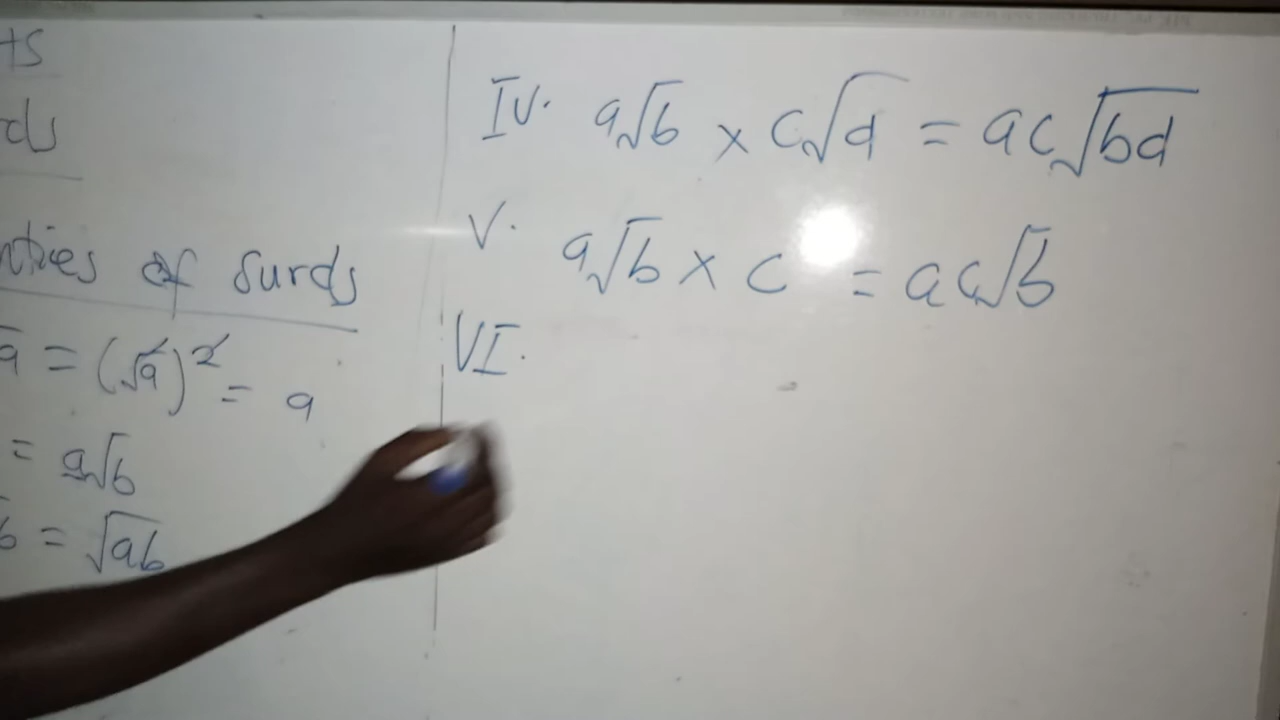 ts
rds
rties of Surds
a = (√a)² = a
= a√b
b = √ab
IV. a√b × c√d = ac√bd
V. a√b × c = ac√b
VI.